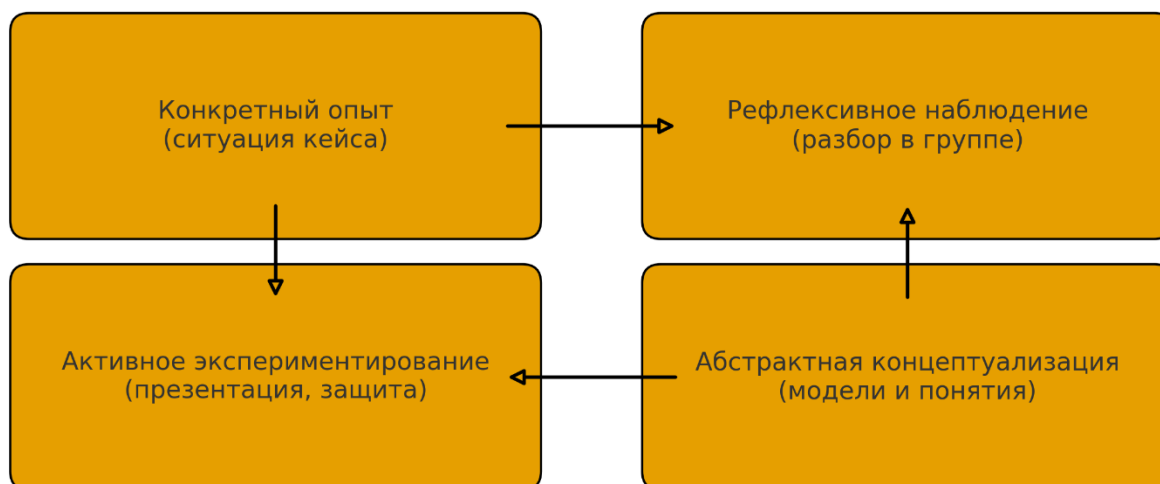 Конкретный опыт
(ситуация кейса)
Рефлексивное наблюдение
(разбор в группе)
Активное экспериментирование
(презентация, защита)
Абстрактная концептуализация
(модели и понятия)